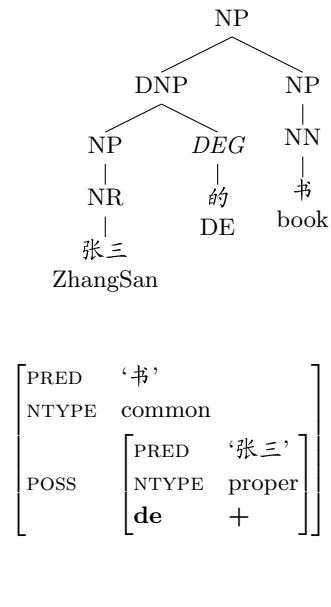 NP
DNP NP
NP DEG NN
NR 的 书
DE book
张三
ZhangSan
PRED ‘书’
NTYPE common
PRED ‘张三’
NTYPE proper
POSS de +